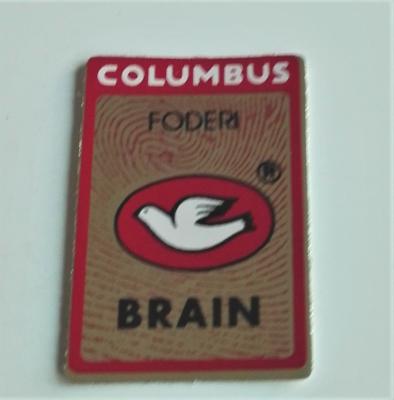 COLUMBUS
FODERI
®
BRAIN